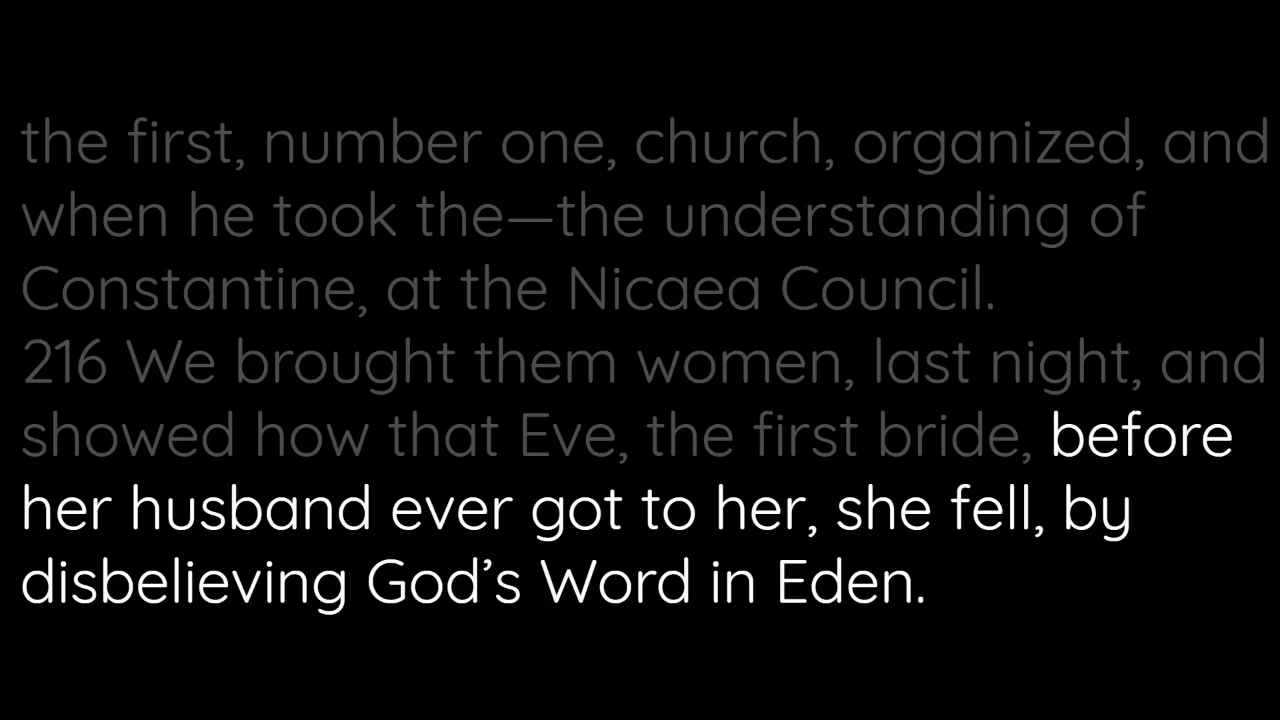 the first, number one, church, organized, and
when he took the—the understanding of
Constantine, at the Nicaea Council.
216 We brought them women, last night, and
showed how that Eve, the first bride, before
her husband ever got to her, she fell, by
disbelieving God’s Word in Eden.